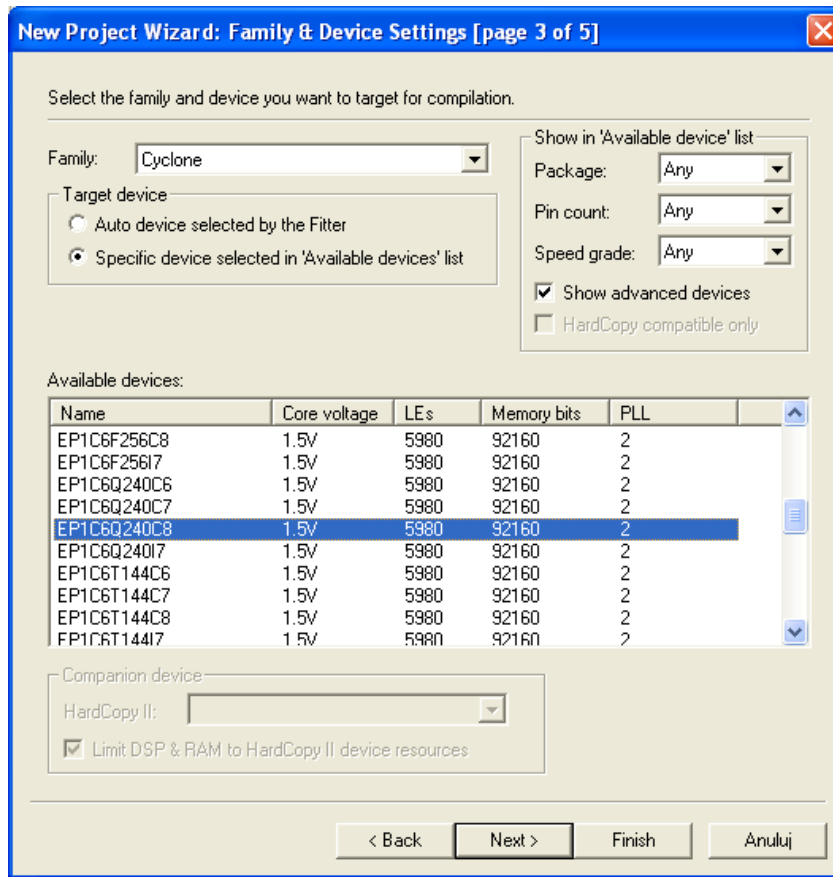 New Project Wizard: Family & Device Settings [page 3 of 5]
Select the family and device you want to target for compilation.
Family: Cyclone
Target device
Auto device selected by the Fitter
Specific device selected in 'Available devices' list
Show in 'Available device' list
Package: Any
Pin count: Any
Speed grade: Any
Show advanced devices
HardCopy compatible only
Available devices:
Name Core voltage LEs Memory bits PLL
EP1C6F256C8 1.5V 5980 92160 2
EP1C6F256I7 1.5V 5980 92160 2
EP1C6Q240C6 1.5V 5980 92160 2
EP1C6Q240C7 1.5V 5980 92160 2
EP1C6Q240C8 1.5V 5980 92160 2
EP1C6Q240I7 1.5V 5980 92160 2
EP1C6T144C6 1.5V 5980 92160 2
EP1C6T144C7 1.5V 5980 92160 2
EP1C6T144C8 1.5V 5980 92160 2
EP1C6T144I7 1.5V 5980 92160 2
Companion device
HardCopy II:
Limit DSP & RAM to HardCopy II device resources
< Back Next > Finish Anuluj